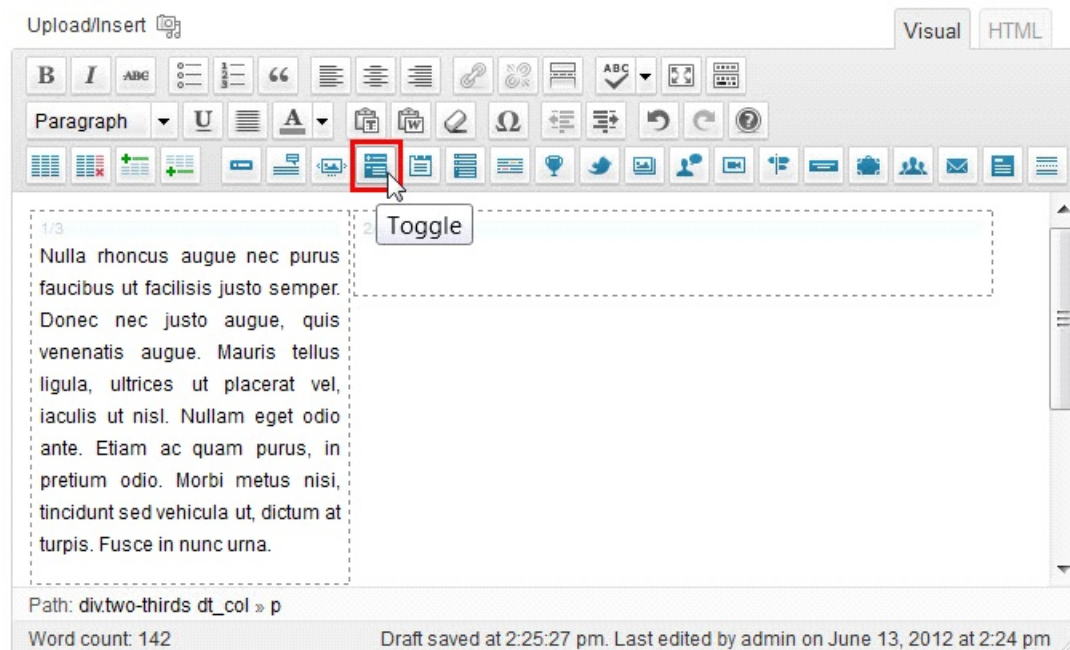 Upload/Insert
Visual HTML
B I ABC ABC
Paragraph U A T W Ω
Toggle
1/3
Nulla rhoncus augue nec purus
faucibus ut facilisis justo semper.
Donec nec justo augue, quis
venenatis augue. Mauris tellus
ligula, ultrices ut placerat vel,
iaculis ut nisl. Nullam eget odio
ante. Etiam ac quam purus, in
pretium odio. Morbi metus nisi,
tincidunt sed vehicula ut, dictum at
turpis. Fusce in nunc urna.
Path: div.two-thirds dt_col » p
Word count: 142 Draft saved at 2:25:27 pm. Last edited by admin on June 13, 2012 at 2:24 pm